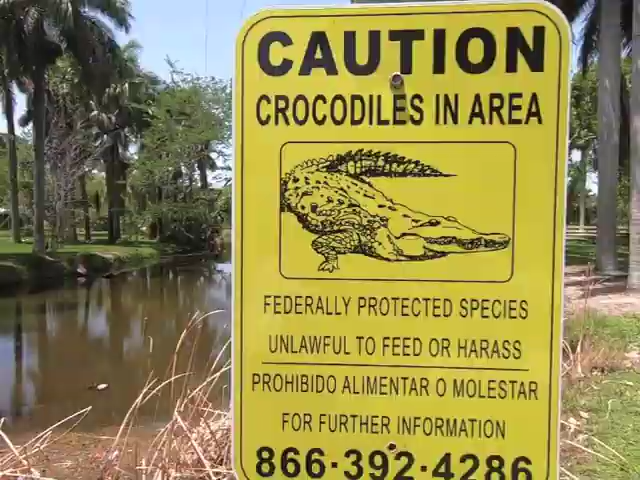 CAUTION
CROCODILES IN AREA
FEDERALLY PROTECTED SPECIES
UNLAWFUL TO FEED OR HARASS
PROHIBIDO ALIMENTAR O MOLESTAR
FOR FURTHER INFORMATION
866·392·4286